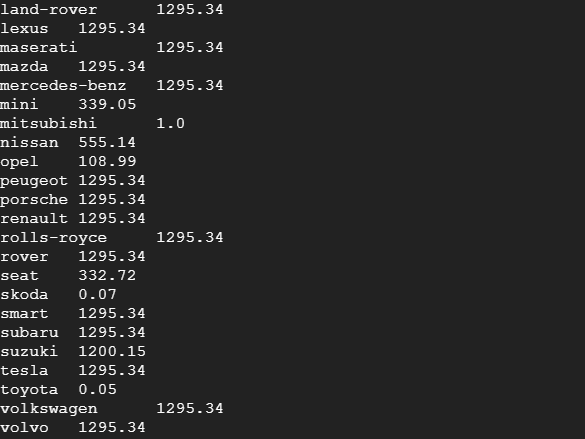 land-rover 1295.34
lexus 1295.34
maserati 1295.34
mazda 1295.34
mercedes-benz 1295.34
mini 339.05
mitsubishi 1.0
nissan 555.14
opel 108.99
peugeot 1295.34
porsche 1295.34
renault 1295.34
rolls-royce 1295.34
rover 1295.34
seat 332.72
skoda 0.07
smart 1295.34
subaru 1295.34
suzuki 1200.15
tesla 1295.34
toyota 0.05
volkswagen 1295.34
volvo 1295.34